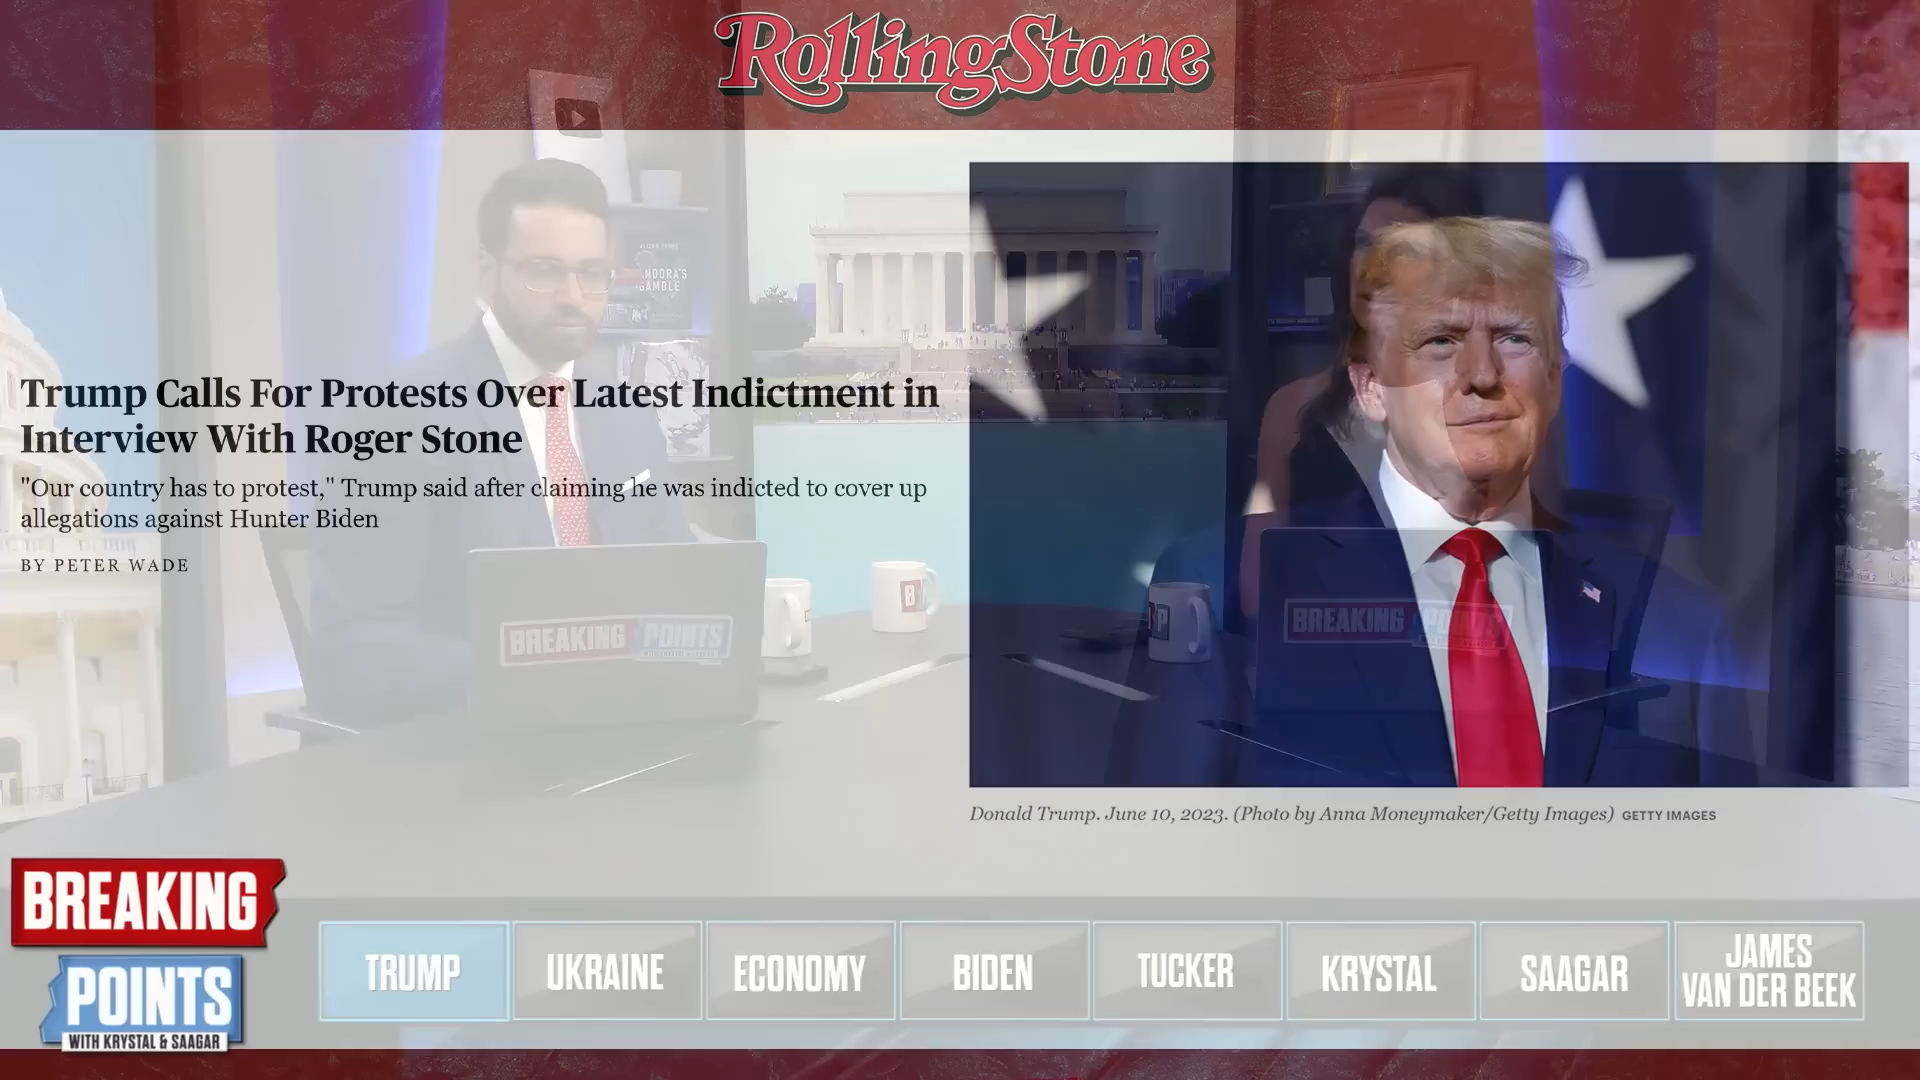 RollingStone
NDORA'S
GAMBLE
Trump Calls For Protests Over Latest Indictment in
Interview With Roger Stone
"Our country has to protest," Trump said after claiming he was indicted to cover up
allegations against Hunter Biden
BY PETER WADE
BREAKING POINTS
BREAKING POINTS
Donald Trump. June 10, 2023. (Photo by Anna Moneymaker/Getty Images) GETTY IMAGES
BREAKING
POINTS
WITH KRYSTAL & SAAGAR
TRUMP
UKRAINE
ECONOMY
BIDEN
TUCKER
KRYSTAL
SAAGAR
JAMES
VAN DER BEEK